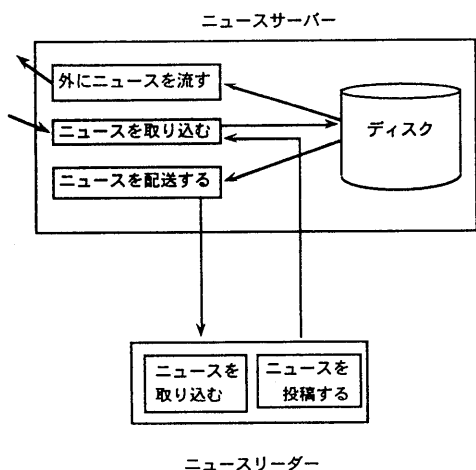 ニュースサーバー
外にニュースを流す
ニュースを取り込む
ニュースを配送する
ディスク
ニュースを
取り込む
ニュースを
投稿する
ニュースリーダー